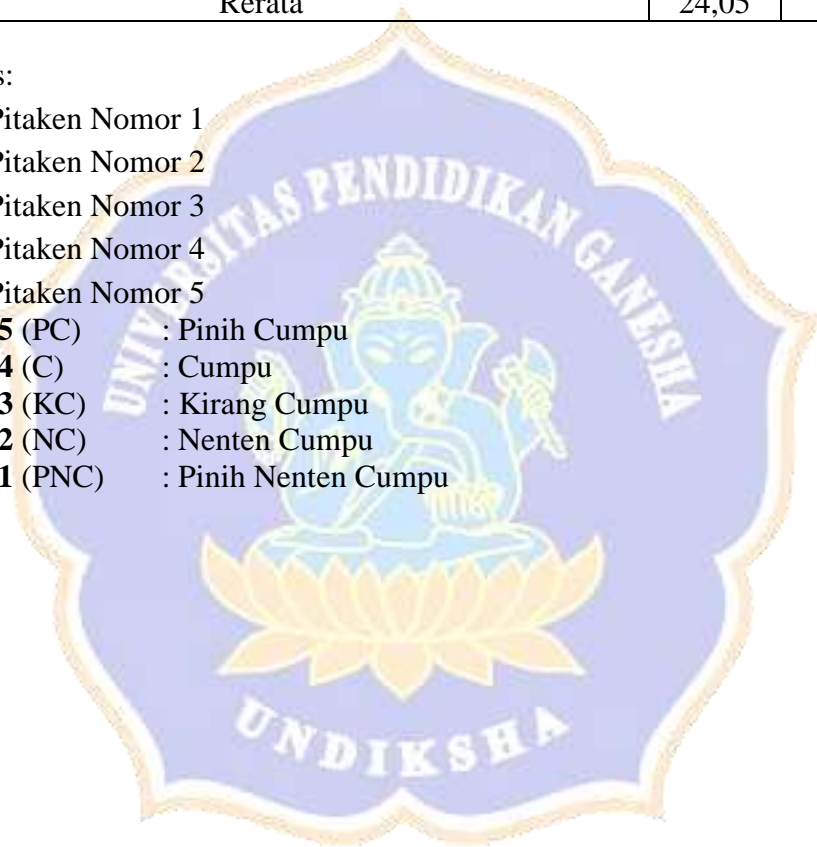 Rerata 24,05
s:
Pitaken Nomor 1
Pitaken Nomor 2
Pitaken Nomor 3
Pitaken Nomor 4
Pitaken Nomor 5
5 (PC) : Pinih Cumpu
4 (C) : Cumpu
3 (KC) : Kirang Cumpu
2 (NC) : Nenten Cumpu
1 (PNC) : Pinih Nenten Cumpu
UNIVERSITAS PENDIDIKAN GANESHA
UNDIKSHA